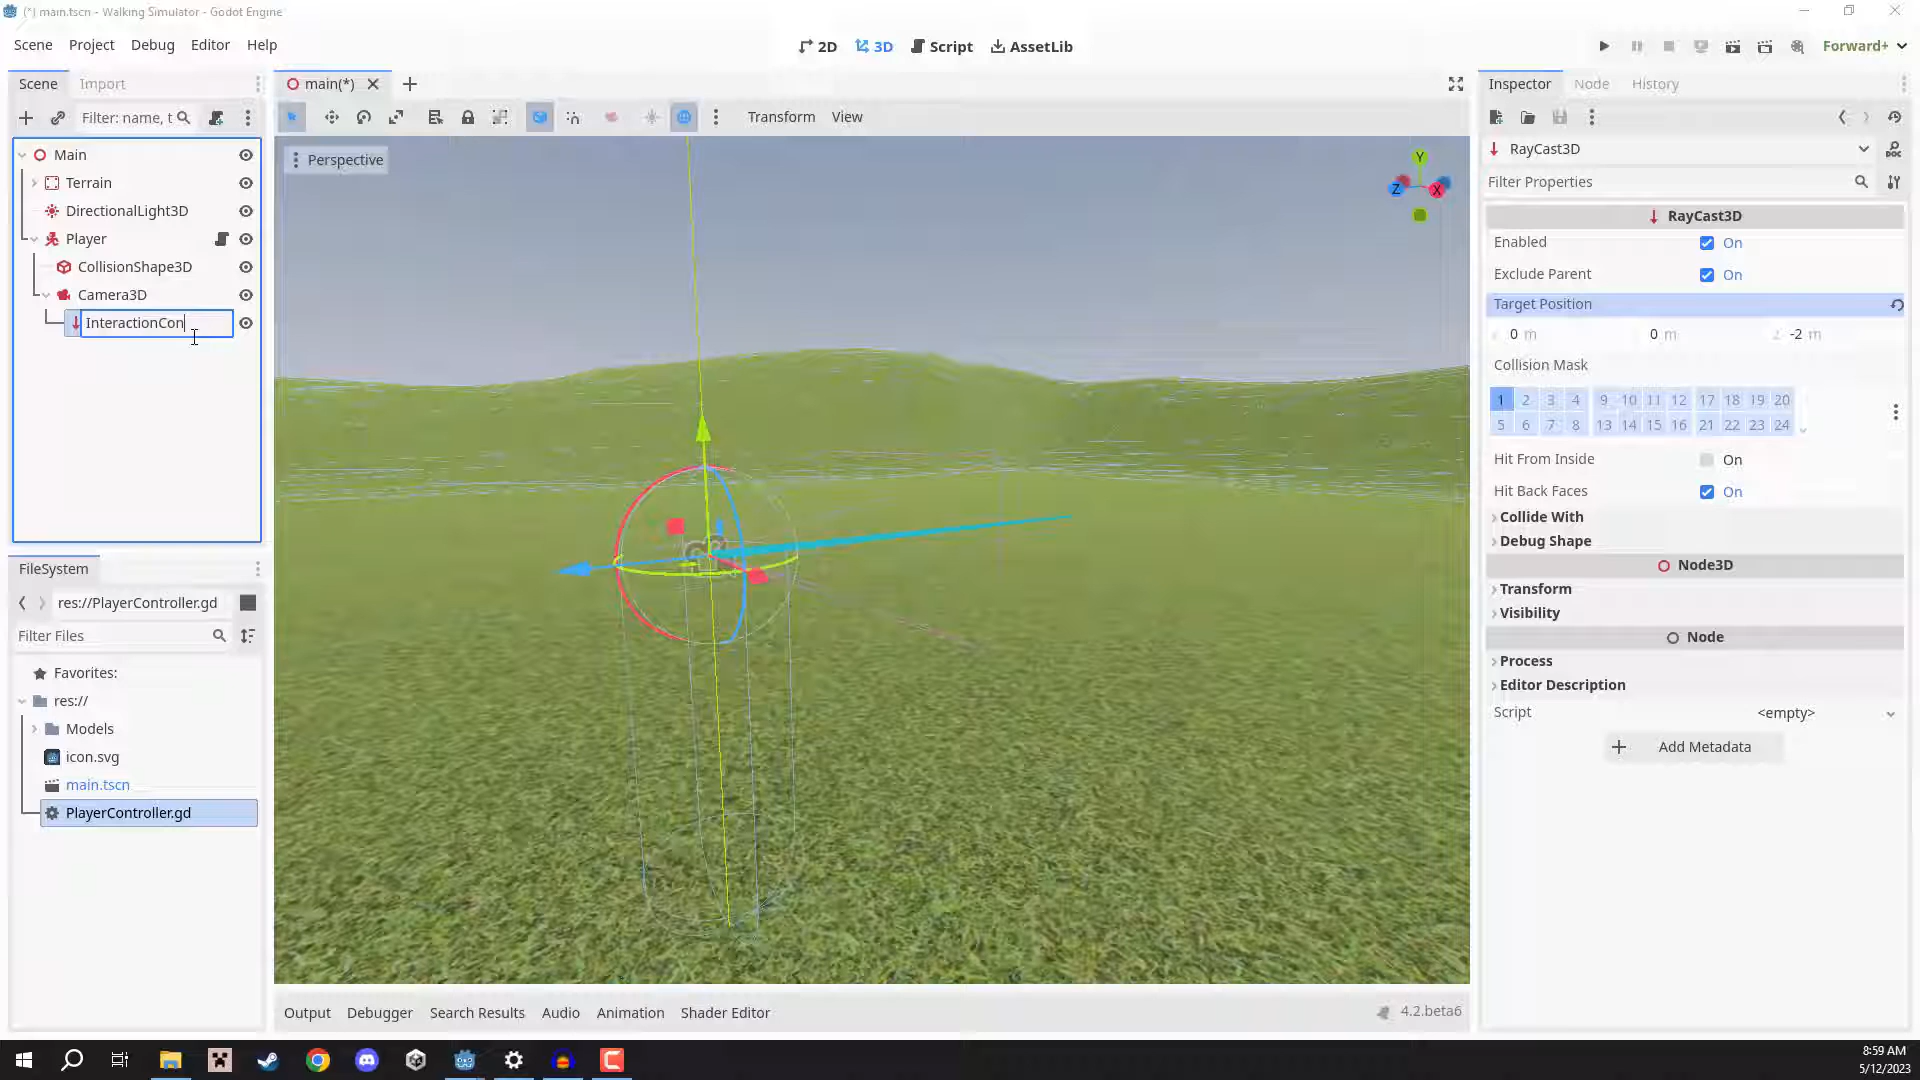 (*) main.tscn - Walking Simulator - Godot Engine
Scene Project Debug Editor Help
2D 3D Script AssetLib
Forward+
Scene Import
main(*)
Inspector Node History
Filter: name, t
Transform View
Perspective
Y
Z X
Main
Terrain
DirectionalLight3D
Player
CollisionShape3D
Camera3D
InteractionCon
FileSystem
res://PlayerController.gd
Filter Files
Favorites:
res://
Models
icon.svg
main.tscn
PlayerController.gd
RayCast3D
DOC
Filter Properties
RayCast3D
Enabled On
Exclude Parent On
Target Position
x 0 m y 0 m z -2 m
Collision Mask
1 2 3 4 9 10 11 12 17 18 19 20
5 6 7 8 13 14 15 16 21 22 23 24
Hit From Inside On
Hit Back Faces On
Collide With
Debug Shape
Node3D
Transform
Visibility
Node
Process
Editor Description
Script <empty>
Add Metadata
Output Debugger Search Results Audio Animation Shader Editor
4.2.beta6
8:59 AM
5/12/2023